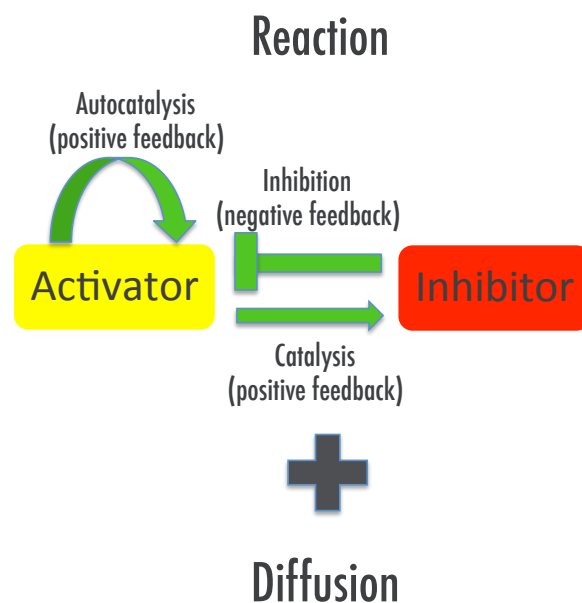 Reaction
Autocatalysis
(positive feedback)
Inhibition
(negative feedback)
Activator
Inhibitor
Catalysis
(positive feedback)
Diffusion